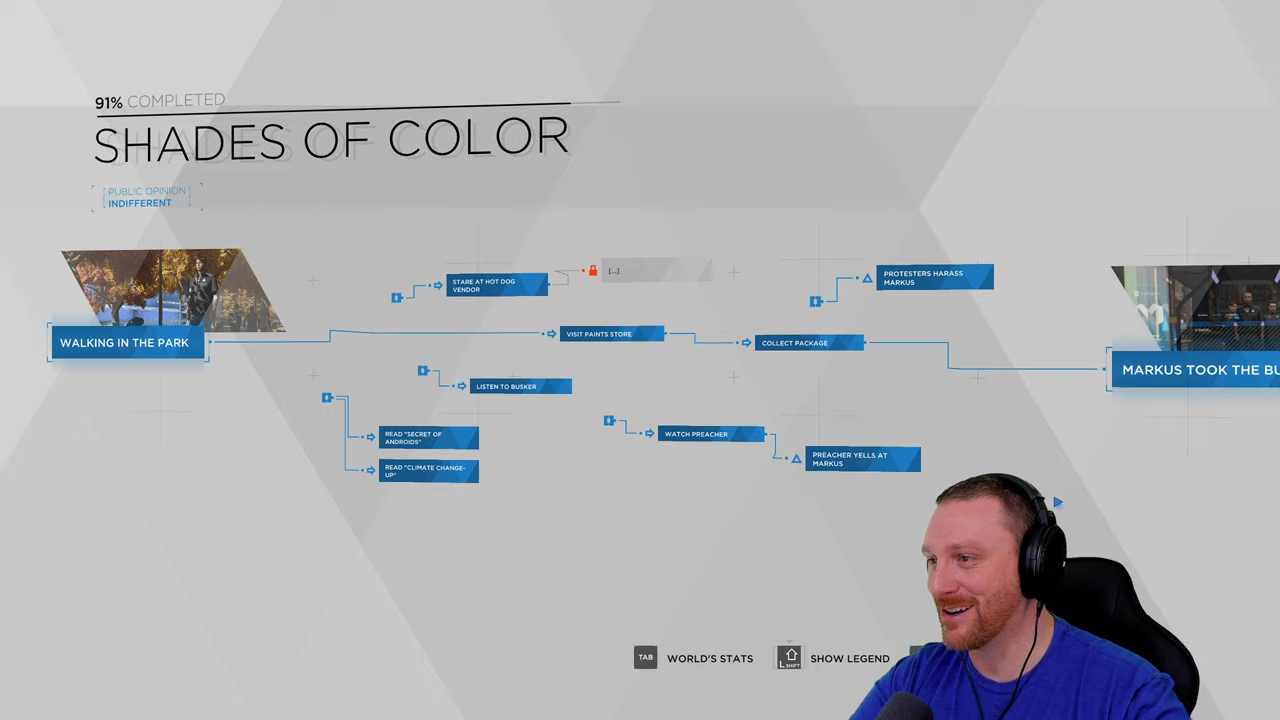 91% COMPLETED
SHADES OF COLOR
PUBLIC OPINION
INDIFFERENT
STARE AT HOT DOG
VENDOR
[...]
PROTESTERS HARASS
MARKUS
WALKING IN THE PARK
VISIT PAINTS STORE
COLLECT PACKAGE
MARKUS TOOK THE BU
LISTEN TO BUSKER
READ "SECRET OF
ANDROIDS"
WATCH PREACHER
READ "CLIMATE CHANGE-
UP"
PREACHER YELLS AT
MARKUS
TAB
WORLD'S STATS
L SHIFT
SHOW LEGEND